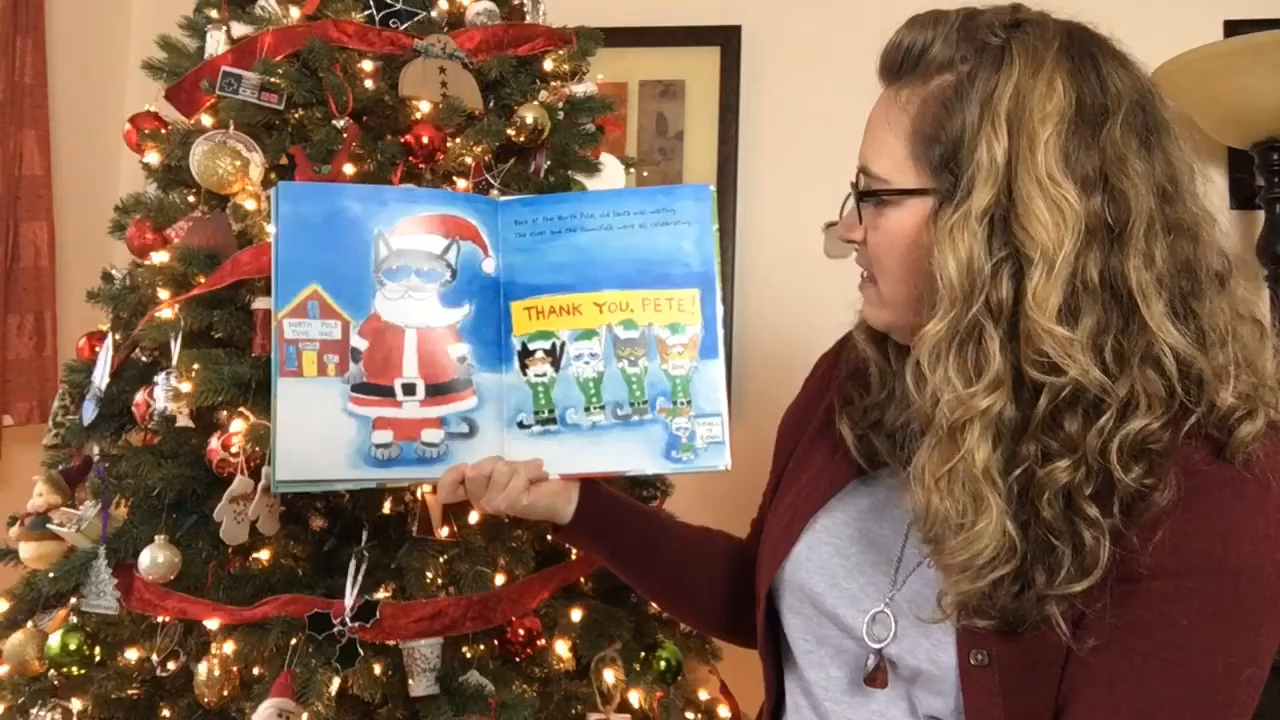 Back at the North Pole, old Santa was waiting.
The elves and the townsfolk were all celebrating.
THANK YOU, PETE!
NORTH POLE
TOYS INC.